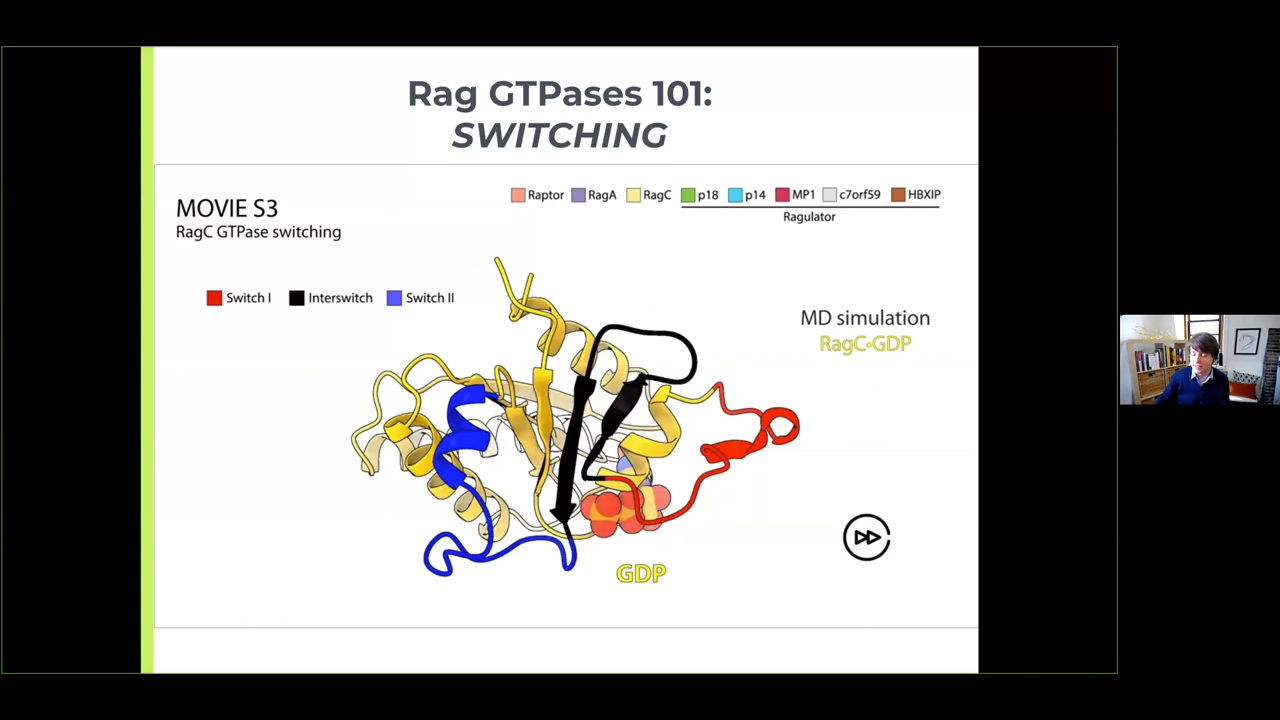 Rag GTPases 101:
SWITCHING
MOVIE S3
RagC GTPase switching
Raptor RagA RagC p18 p14 MP1 c7orf59 HBXIP
Ragulator
Switch I Interswitch Switch II
MD simulation
RagC•GDP
GDP